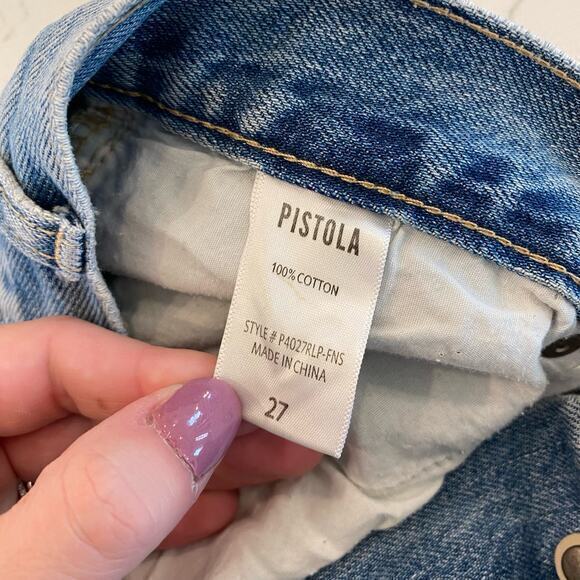 PISTOLA
100% COTTON
STYLE # P4027RLP-FNS
MADE IN CHINA
27